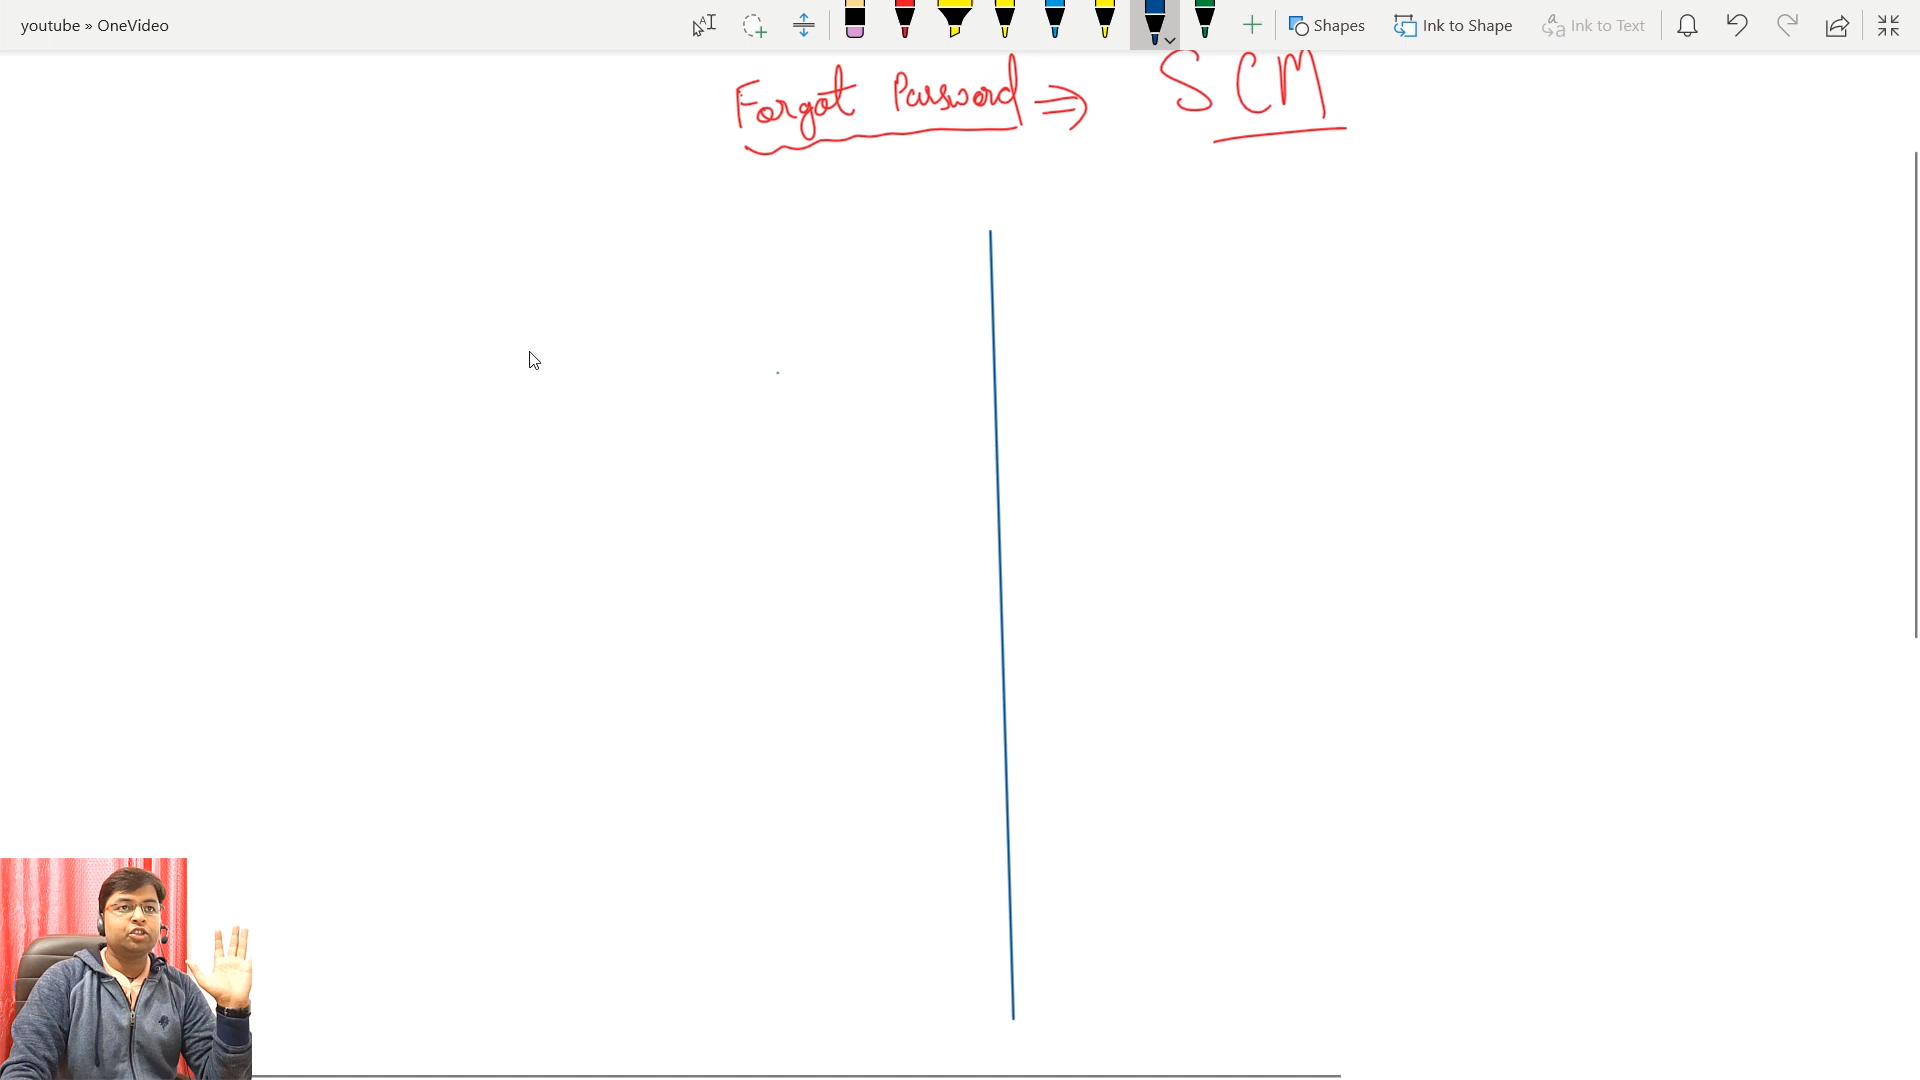 youtube » OneVideo
Shapes
Ink to Shape
Ink to Text
Forgot Password ⇒ SCM